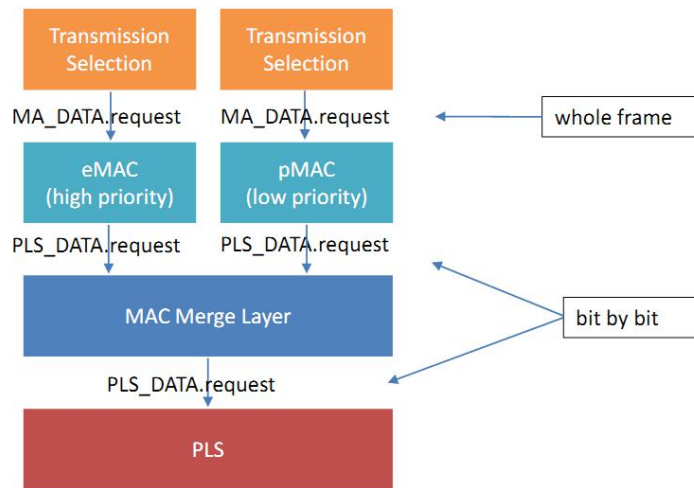 Transmission
Selection
Transmission
Selection
MA_DATA.request
MA_DATA.request
whole frame
eMAC
(high priority)
pMAC
(low priority)
PLS_DATA.request
PLS_DATA.request
MAC Merge Layer
bit by bit
PLS_DATA.request
PLS